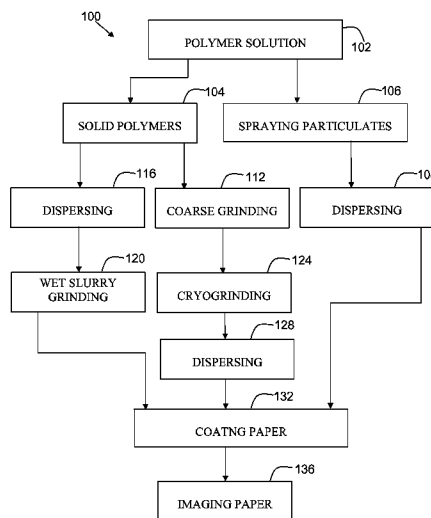 100
POLYMER SOLUTION
102
104
106
SOLID POLYMERS
SPRAYING PARTICULATES
116
112
DISPERSING
COARSE GRINDING
DISPERSING
120
124
WET SLURRY
GRINDING
CRYOGRINDING
128
DISPERSING
132
COATNG PAPER
136
IMAGING PAPER